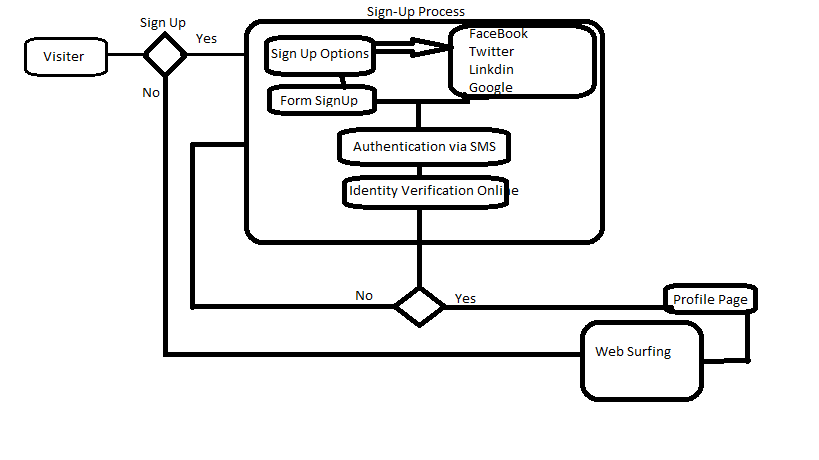 Sign-Up Process
Sign Up
Yes
Visiter
No
Sign Up Options
FaceBook
Twitter
Linkdin
Google
Form SignUp
Authentication via SMS
Identity Verification Online
No
Yes
Profile Page
Web Surfing